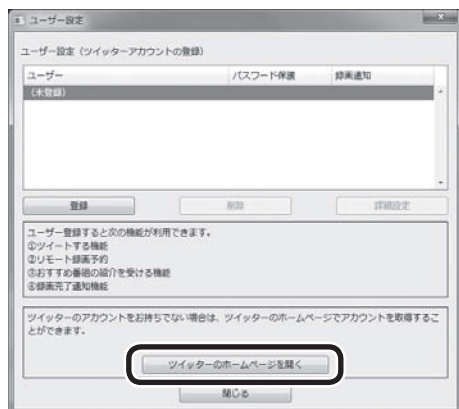 ユーザー設定
ユーザー設定(ツイッターアカウントの登録)
ユーザー パスワード保護 録画通知
(未登録)
登録 削除 詳細設定
ユーザー登録すると次の機能が利用できます。
①ツイートする機能
②リモート録画予約
③おすすめ番組の紹介を受ける機能
④録画完了通知機能
ツイッターのアカウントをお持ちでない場合は、ツイッターのホームページでアカウントを取得するこ
とができます。
ツイッターのホームページを開く
閉じる